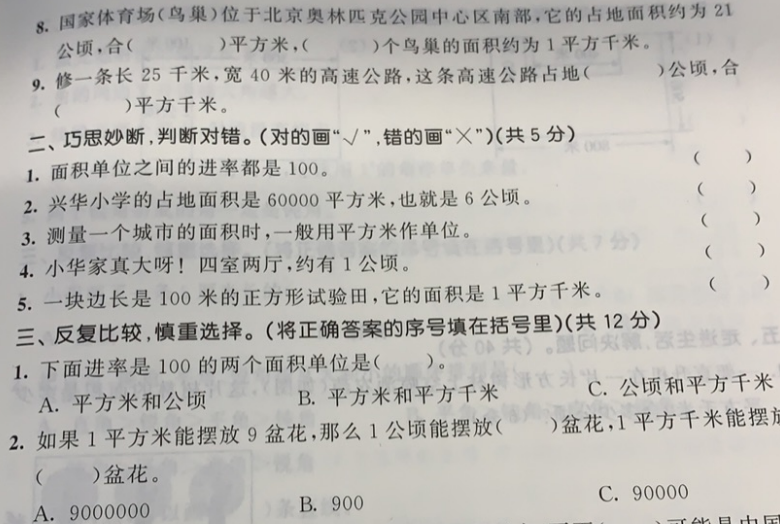 8. 国家体育场(鸟巢)位于北京奥林匹克公园中心区南部,它的占地面积约为 21
公顷,合(      )平方米,(      )个鸟巢的面积约为 1 平方千米。
9. 修一条长 25 千米,宽 40 米的高速公路,这条高速公路占地(      )公顷,合
(      )平方千米。
二、巧思妙断,判断对错。(对的画“√”,错的画“×”)(共 5 分)
1. 面积单位之间的进率都是 100。 (      )
2. 兴华小学的占地面积是 60000 平方米,也就是 6 公顷。 (      )
3. 测量一个城市的面积时,一般用平方米作单位。 (      )
4. 小华家真大呀! 四室两厅,约有 1 公顷。 (      )
5. 一块边长是 100 米的正方形试验田,它的面积是 1 平方千米。 (      )
三、反复比较,慎重选择。(将正确答案的序号填在括号里)(共 12 分)
1. 下面进率是 100 的两个面积单位是(      )。
A. 平方米和公顷 B. 平方米和平方千米 C. 公顷和平方千米
2. 如果 1 平方米能摆放 9 盆花,那么 1 公顷能摆放(      )盆花,1 平方千米能摆放
(      )盆花。
A. 9000000 B. 900 C. 90000